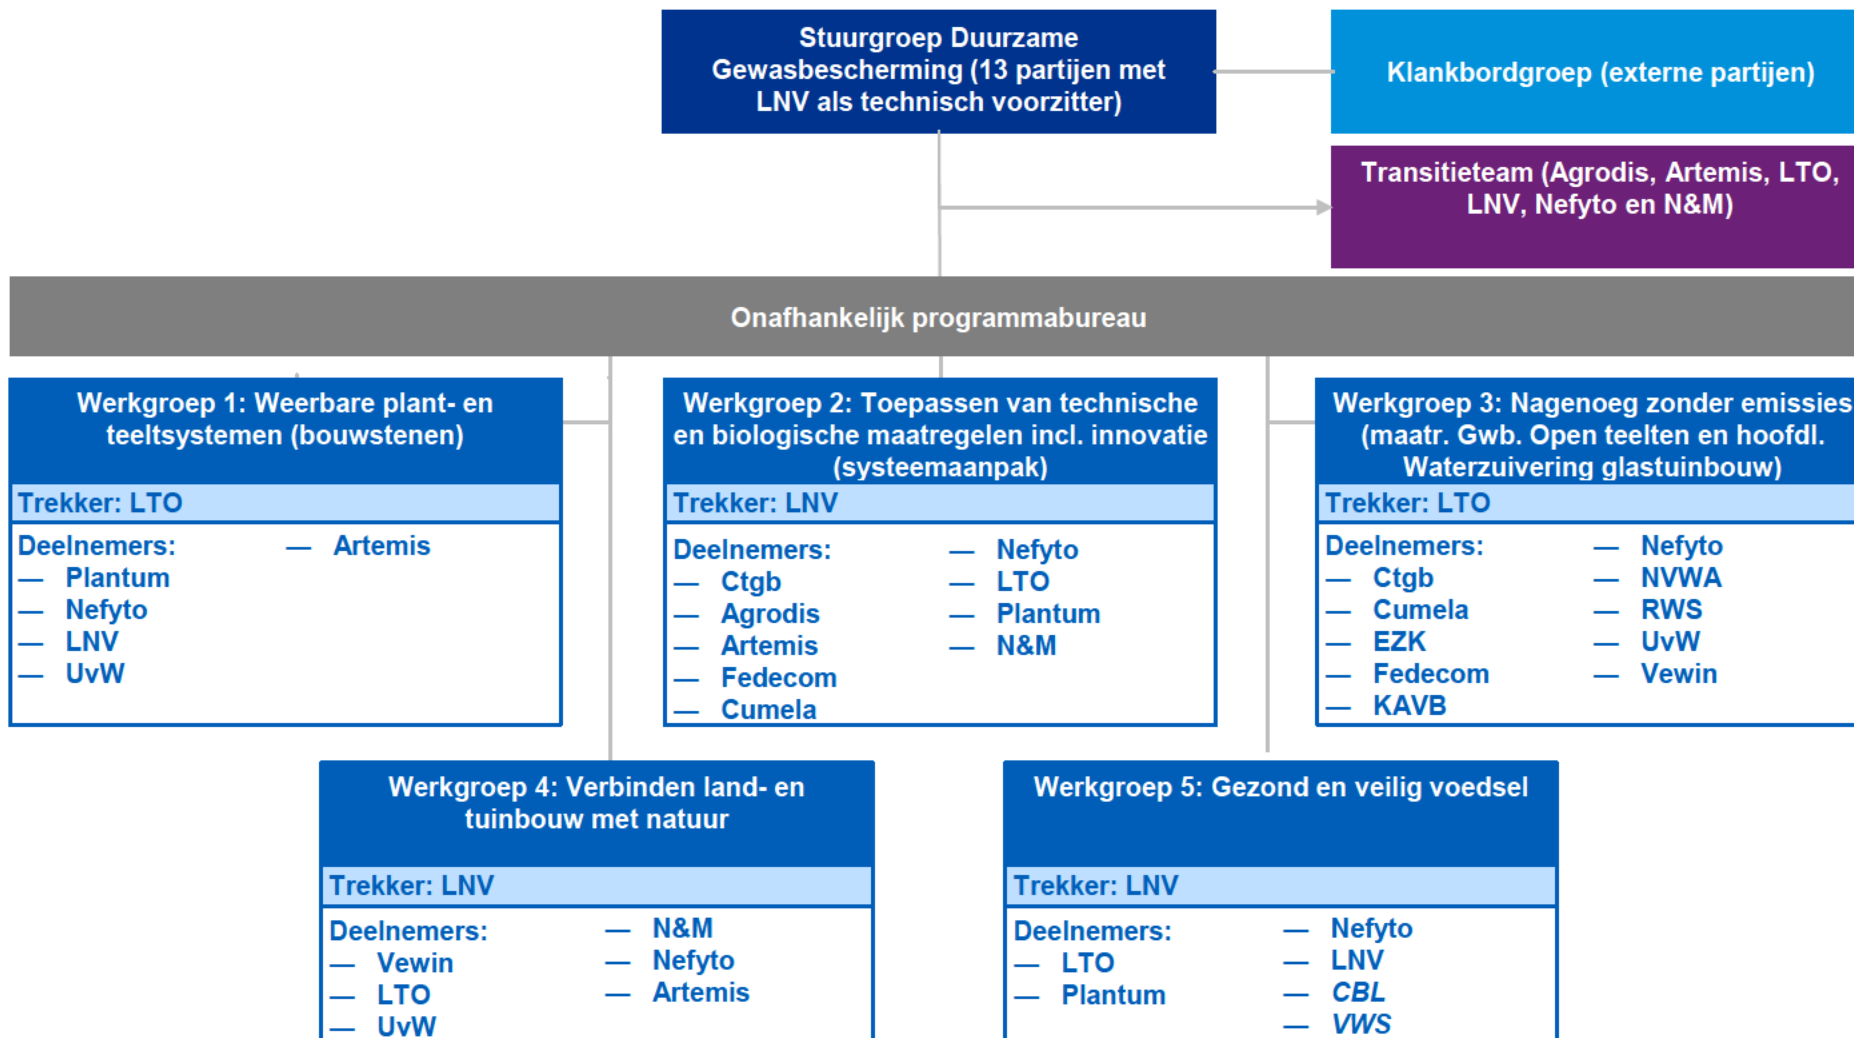 Stuurgroep Duurzame
Gewasbescherming (13 partijen met
LNV als technisch voorzitter)
Klankbordgroep (externe partijen)
Transitieteam (Agrodis, Artemis, LTO,
LNV, Nefyto en N&M)
Onafhankelijk programmabureau
Werkgroep 1: Weerbare plant- en
teeltsystemen (bouwstenen)
Trekker: LTO
Deelnemers:
— Plantum
— Nefyto
— LNV
— UvW
— Artemis
Werkgroep 2: Toepassen van technische
en biologische maatregelen incl. innovatie
(systeemaanpak)
Trekker: LNV
Deelnemers:
— Ctgb
— Agrodis
— Artemis
— Fedecom
— Cumela
— Nefyto
— LTO
— Plantum
— N&M
Werkgroep 3: Nagenoeg zonder emissies
(maatr. Gwb. Open teelten en hoofdl.
Waterzuivering glastuinbouw)
Trekker: LTO
Deelnemers:
— Ctgb
— Cumela
— EZK
— Fedecom
— KAVB
— Nefyto
— NVWA
— RWS
— UvW
— Vewin
Werkgroep 4: Verbinden land- en
tuinbouw met natuur
Trekker: LNV
Deelnemers:
— Vewin
— LTO
— UvW
— N&M
— Nefyto
— Artemis
Werkgroep 5: Gezond en veilig voedsel
Trekker: LNV
Deelnemers:
— LTO
— Plantum
— Nefyto
— LNV
— CBL
— VWS